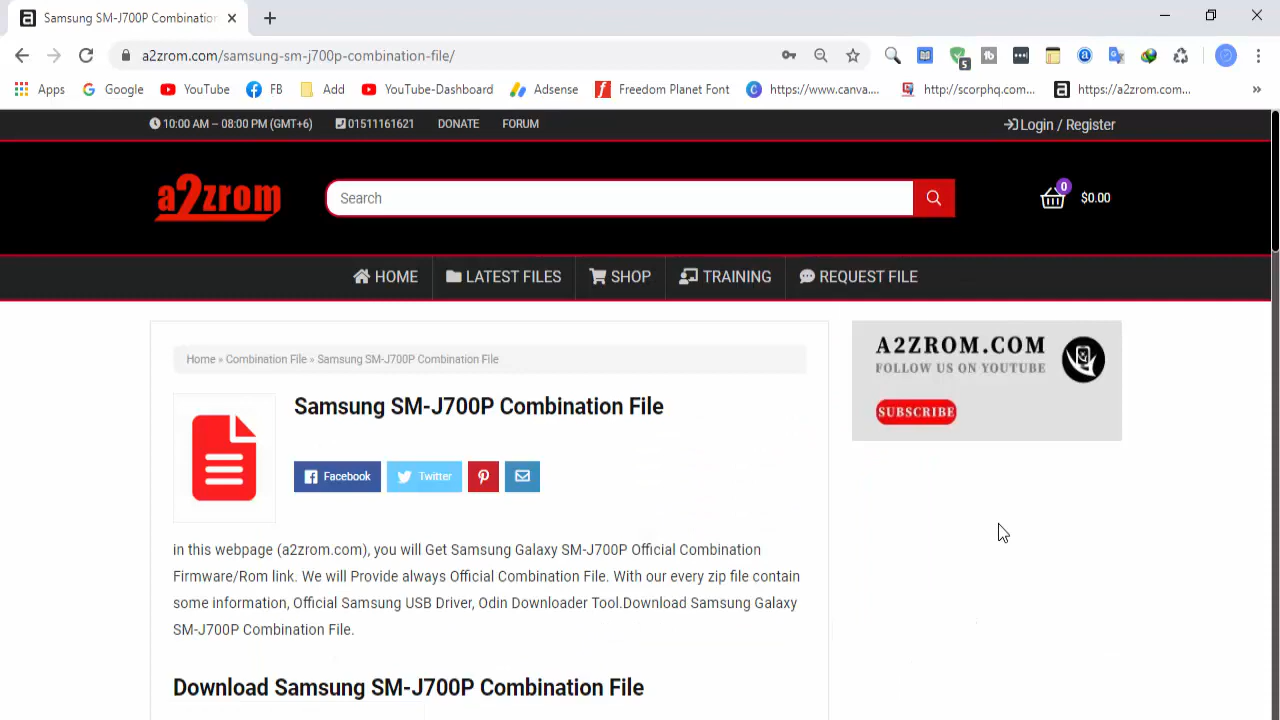 Samsung SM-J700P Combination
a2zrom.com/samsung-sm-j700p-combination-file/
5
Apps Google YouTube FB Add YouTube-Dashboard Adsense Freedom Planet Font https://www.canva.... http://scorphq.com... https://a2zrom.com... »
10:00 AM – 08:00 PM (GMT+6) 01511161621 DONATE FORUM Login / Register
a2zrom Search 0 $0.00
HOME LATEST FILES SHOP TRAINING REQUEST FILE
Home » Combination File » Samsung SM-J700P Combination File
Samsung SM-J700P Combination File
Facebook Twitter
in this webpage (a2zrom.com), you will Get Samsung Galaxy SM-J700P Official Combination
Firmware/Rom link. We will Provide always Official Combination File. With our every zip file contain
some information, Official Samsung USB Driver, Odin Downloader Tool.Download Samsung Galaxy
SM-J700P Combination File.
Download Samsung SM-J700P Combination File
A2ZROM.COM
FOLLOW US ON YOUTUBE
SUBSCRIBE